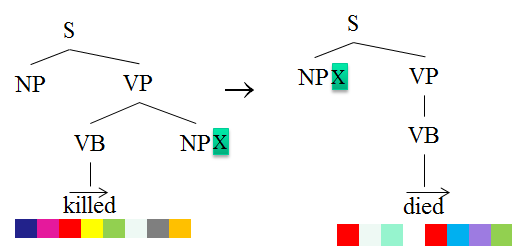 S
NP VP
VB NP X
killed
→
S
NP X VP
VB
died